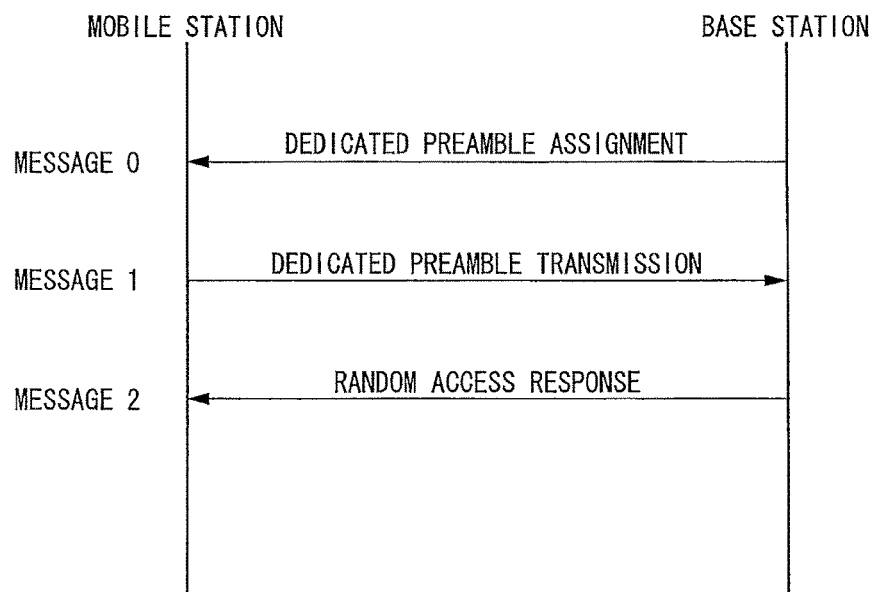 MOBILE STATION
BASE STATION
MESSAGE 0
DEDICATED PREAMBLE ASSIGNMENT
MESSAGE 1
DEDICATED PREAMBLE TRANSMISSION
MESSAGE 2
RANDOM ACCESS RESPONSE